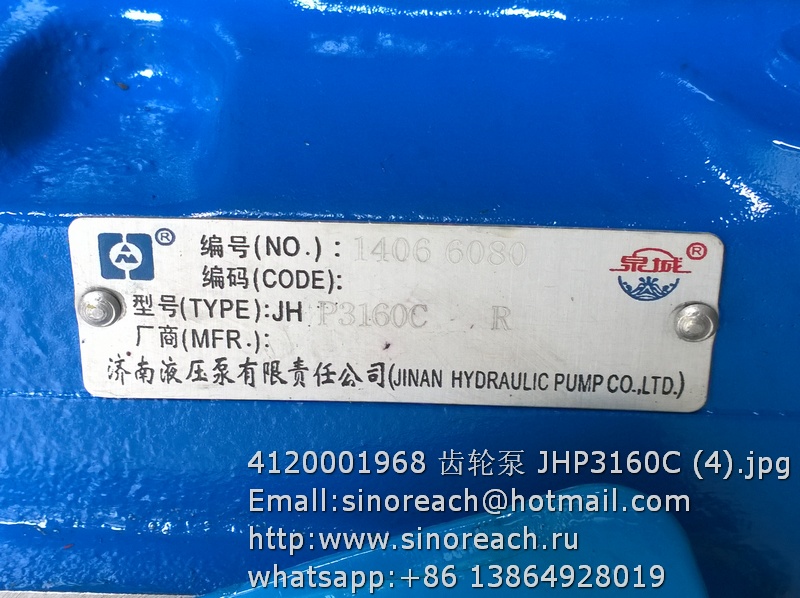 编号(NO.): 1406 6080
泉城®
®
编码(CODE):
型号(TYPE):JH P3160C R
厂商(MFR.):
济南液压泵有限责任公司(JINAN HYDRAULIC PUMP CO.,LTD.)
4120001968 齿轮泵 JHP3160C (4).jpg
Email:sinoreach@hotmail.com
http:www.sinoreach.ru
whatsapp:+86 13864928019